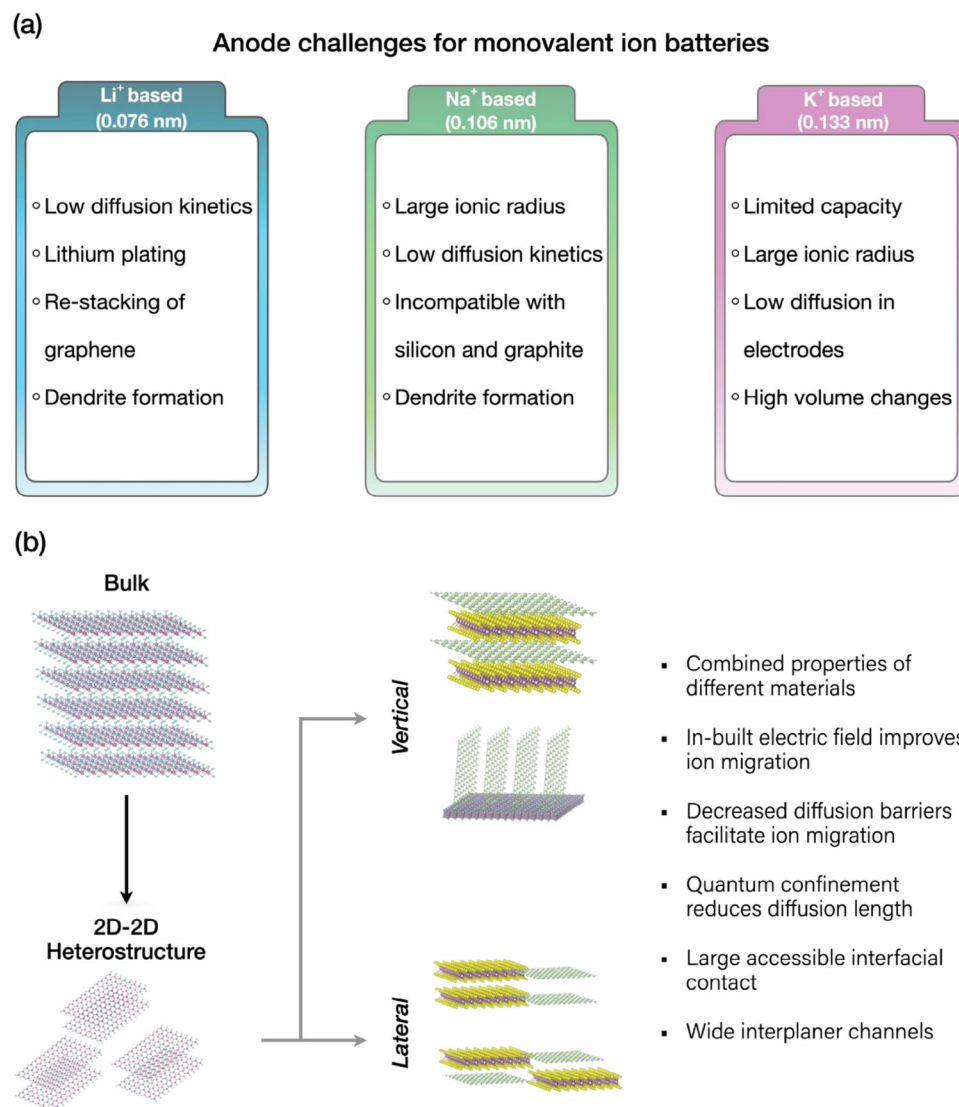 (a)
Anode challenges for monovalent ion batteries
Li⁺ based
(0.076 nm)
◦ Low diffusion kinetics
◦ Lithium plating
◦ Re-stacking of
graphene
◦ Dendrite formation
Na⁺ based
(0.106 nm)
◦ Large ionic radius
◦ Low diffusion kinetics
◦ Incompatible with
silicon and graphite
◦ Dendrite formation
K⁺ based
(0.133 nm)
◦ Limited capacity
◦ Large ionic radius
◦ Low diffusion in
electrodes
◦ High volume changes
(b)
Bulk
2D-2D
Heterostructure
Vertical
Lateral
▪ Combined properties of
different materials
▪ In-built electric field improves
ion migration
▪ Decreased diffusion barriers
facilitate ion migration
▪ Quantum confinement
reduces diffusion length
▪ Large accessible interfacial
contact
▪ Wide interplaner channels